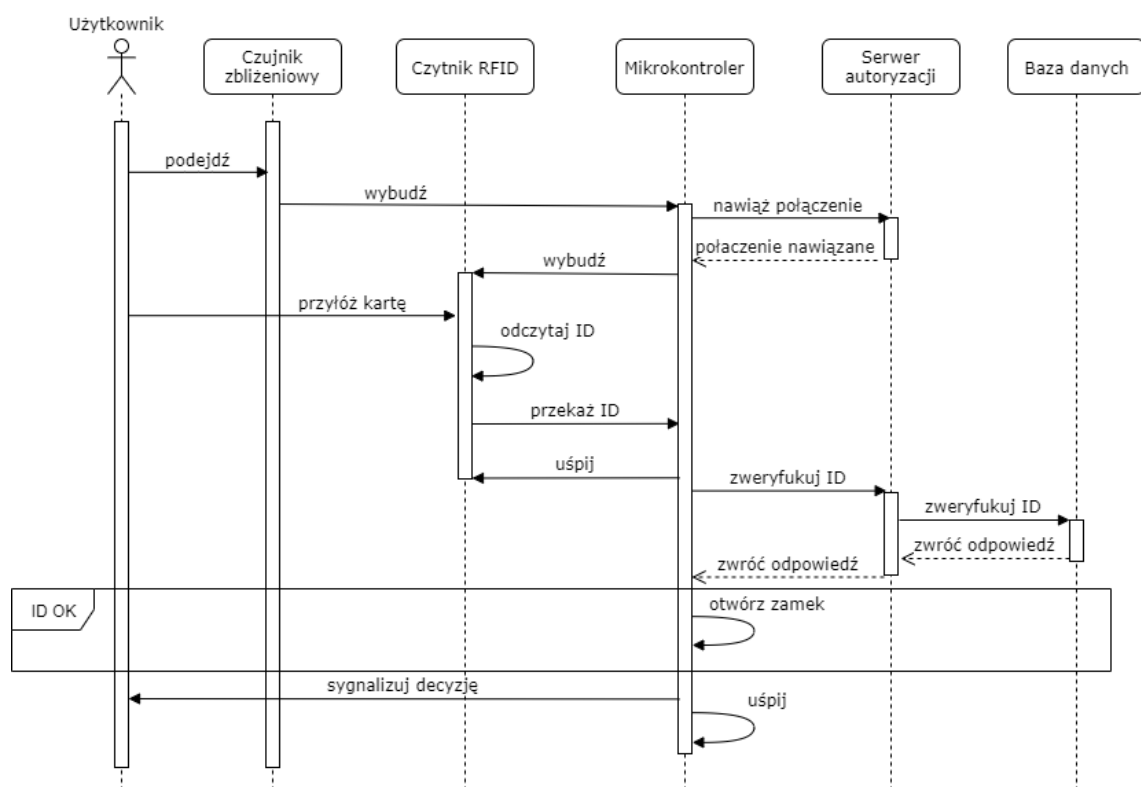 Użytkownik
Czujnik
zbliżeniowy
Czytnik RFID
Mikrokontroler
Serwer
autoryzacji
Baza danych
podejdź
wybudź
nawiąż połączenie
połaczenie nawiązane
wybudź
przyłóż kartę
odczytaj ID
przekaż ID
uśpij
zweryfukuj ID
zweryfukuj ID
zwróć odpowiedź
zwróć odpowiedź
ID OK
otwórz zamek
sygnalizuj decyzję
uśpij